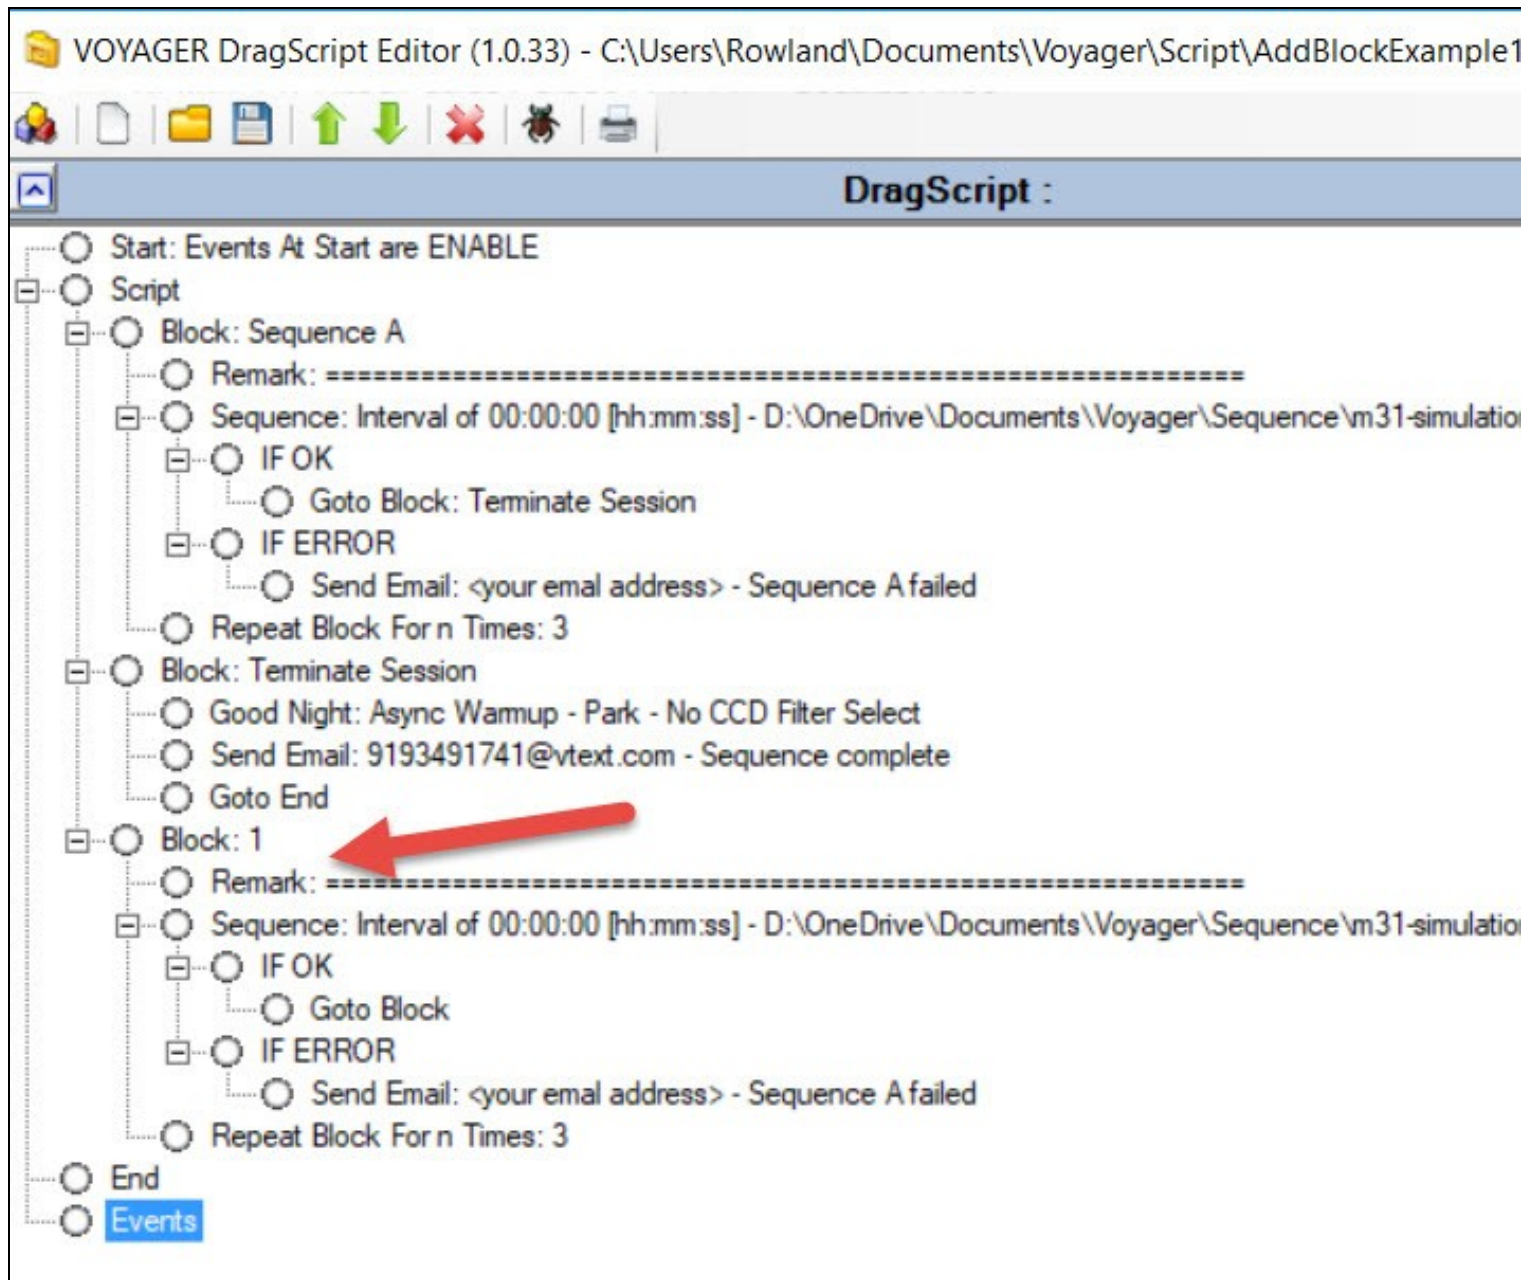 VOYAGER DragScript Editor (1.0.33) - C:\Users\Rowland\Documents\Voyager\Script\AddBlockExample1
DragScript :
Start: Events At Start are ENABLE
Script
Block: Sequence A
Remark: ==========================================================
Sequence: Interval of 00:00:00 [hh:mm:ss] - D:\OneDrive\Documents\Voyager\Sequence\m31-simulation
IF OK
Goto Block: Terminate Session
IF ERROR
Send Email: <your emal address> - Sequence A failed
Repeat Block For n Times: 3
Block: Terminate Session
Good Night: Async Warmup - Park - No CCD Filter Select
Send Email: 9193491741@vtext.com - Sequence complete
Goto End
Block: 1
Remark: ==========================================================
Sequence: Interval of 00:00:00 [hh:mm:ss] - D:\OneDrive\Documents\Voyager\Sequence\m31-simulation
IF OK
Goto Block
IF ERROR
Send Email: <your emal address> - Sequence A failed
Repeat Block For n Times: 3
End
Events